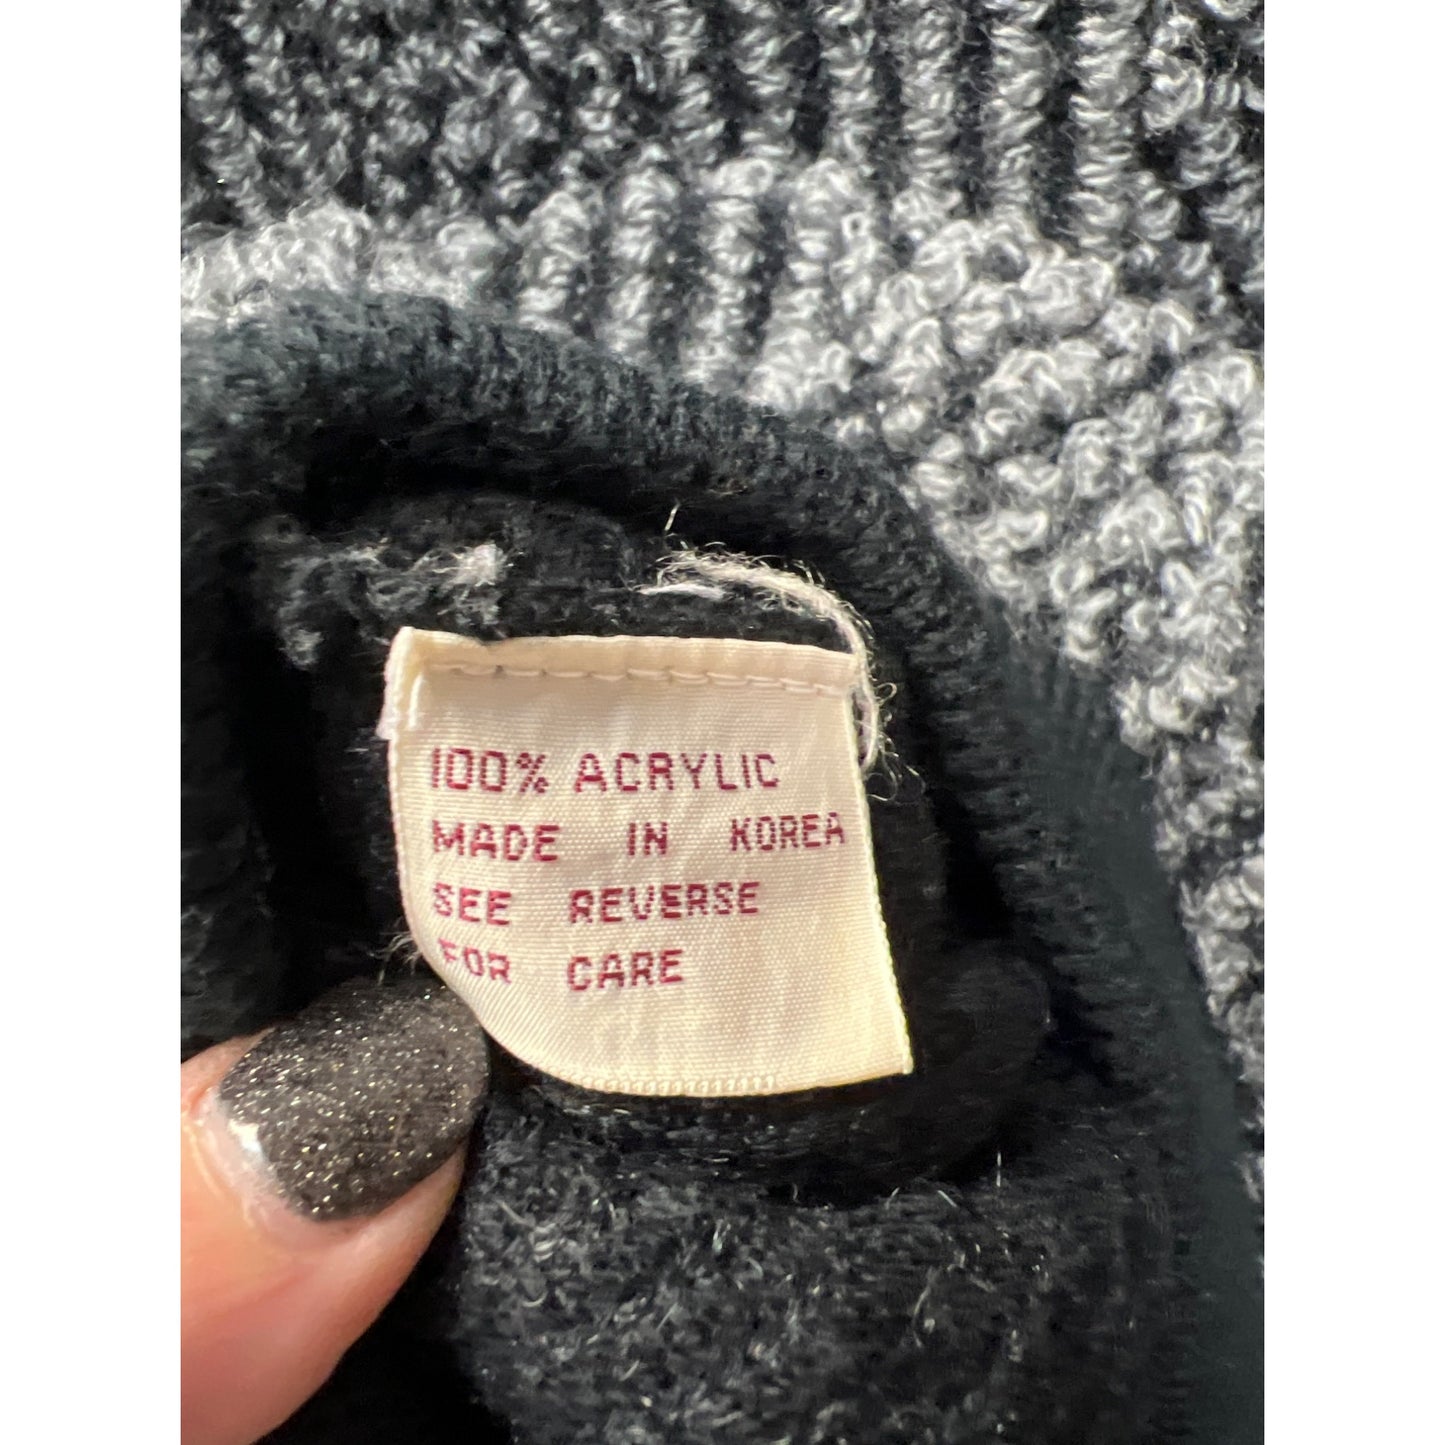 100% ACRYLIC
MADE IN KOREA
SEE REVERSE
FOR CARE